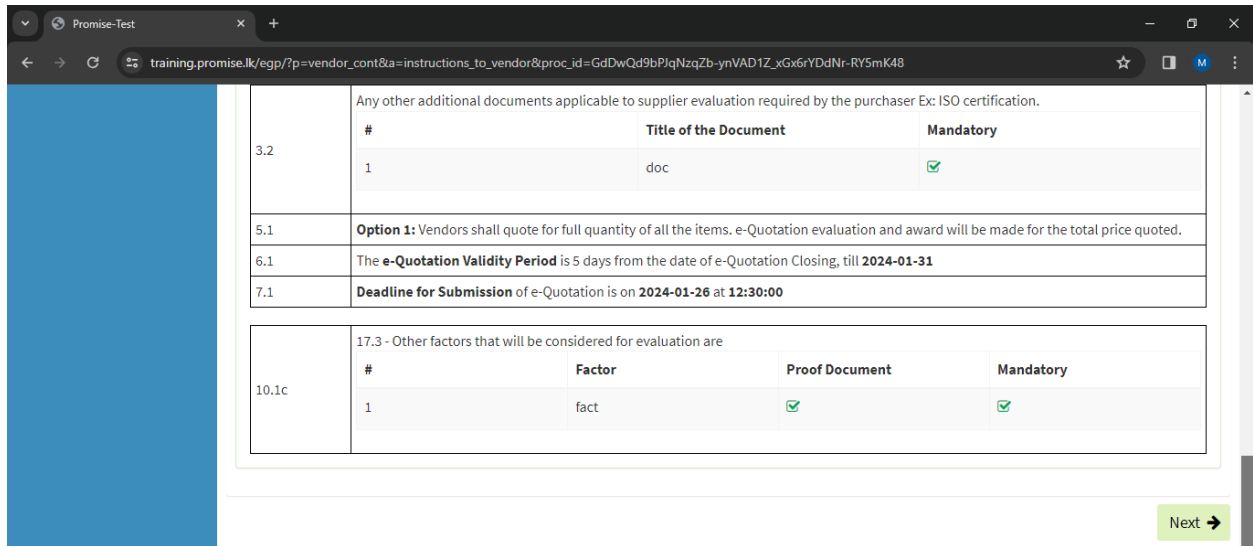 Promise-Test
training.promise.lk/egp/?p=vendor_cont&a=instructions_to_vendor&proc_id=GdDwQd9bPJqNzqZb-ynVAD1Z_xGx6rYDdNr-RY5mK48
M
3.2
Any other additional documents applicable to supplier evaluation required by the purchaser Ex: ISO certification.
# Title of the Document Mandatory
1 doc
5.1 Option 1: Vendors shall quote for full quantity of all the items. e-Quotation evaluation and award will be made for the total price quoted.
6.1 The e-Quotation Validity Period is 5 days from the date of e-Quotation Closing, till 2024-01-31
7.1 Deadline for Submission of e-Quotation is on 2024-01-26 at 12:30:00
10.1c
17.3 - Other factors that will be considered for evaluation are
# Factor Proof Document Mandatory
1 fact
Next